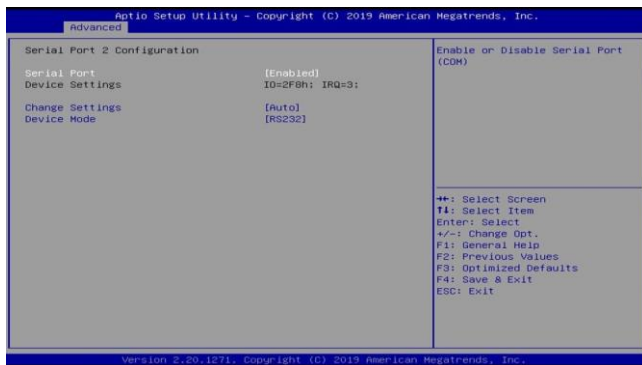 Aptio Setup Utility - Copyright (C) 2019 American Megatrends, Inc.
Advanced
Serial Port 2 Configuration
Serial Port [Enabled]
Device Settings IO=2F8h; IRQ=3;
Change Settings [Auto]
Device Mode [RS232]
Enable or Disable Serial Port
(COM)
→←: Select Screen
↑↓: Select Item
Enter: Select
+/-: Change Opt.
F1: General Help
F2: Previous Values
F3: Optimized Defaults
F4: Save & Exit
ESC: Exit
Version 2.20.1271. Copyright (C) 2019 American Megatrends, Inc.